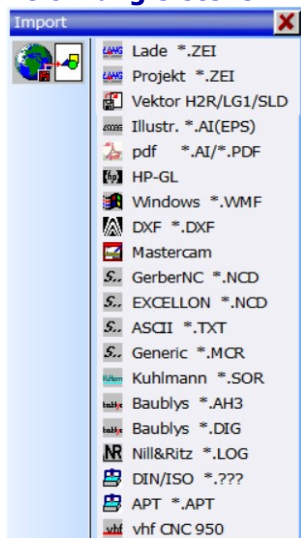 Import
Lade *.ZEI
Projekt *.ZEI
Vektor H2R/LG1/SLD
Illustr. *.AI(EPS)
pdf *.AI/*.PDF
HP-GL
Windows *.WMF
DXF *.DXF
Mastercam
S.. GerberNC *.NCD
S.. EXCELLON *.NCD
S.. ASCII *.TXT
S.. Generic *.MCR
Kuhlmann *.SOR
Baublys *.AH3
Baublys *.DIG
NR Nill&Ritz *.LOG
DIN/ISO *.???
APT *.APT
vhf vhf CNC 950